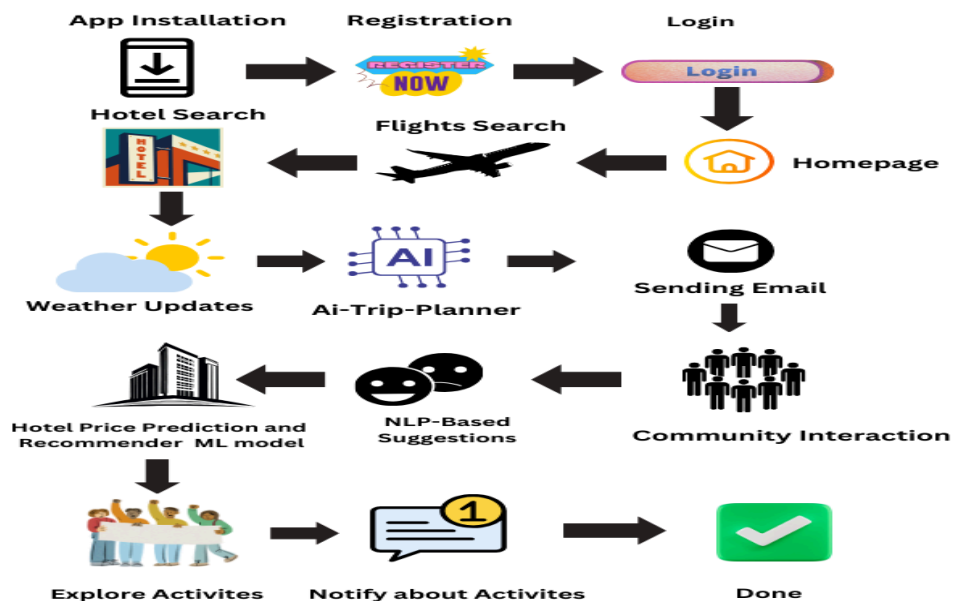 App Installation
Registration
Login
REGISTER
NOW
Login
Hotel Search
Flights Search
HOTEL
Homepage
AI
Weather Updates
Ai-Trip-Planner
Sending Email
Hotel Price Prediction and
Recommender ML model
NLP-Based
Suggestions
Community Interaction
1
Explore Activites
Notify about Activites
Done